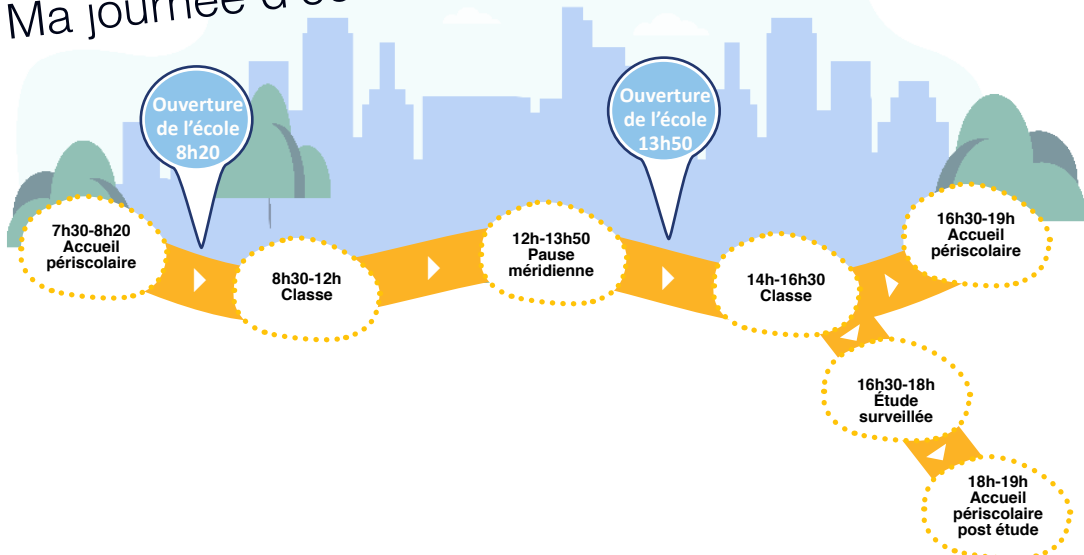 Ma journée d'
Ouverture
de l'école
8h20
Ouverture
de l'école
13h50
7h30-8h20
Accueil
périscolaire
8h30-12h
Classe
12h-13h50
Pause
méridienne
14h-16h30
Classe
16h30-19h
Accueil
périscolaire
16h30-18h
Étude
surveillée
18h-19h
Accueil
périscolaire
post étude